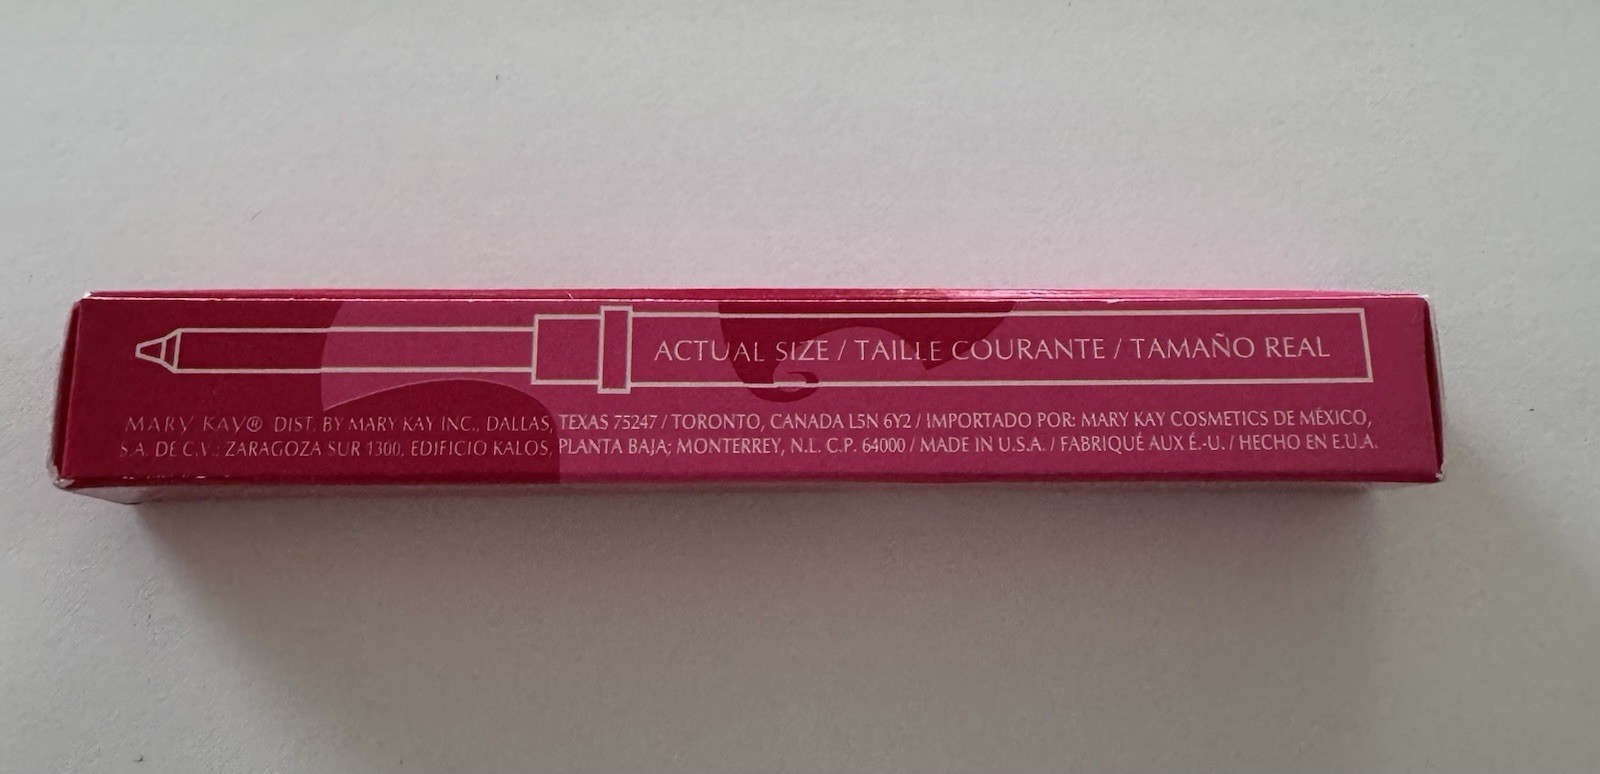 ACTUAL SIZE / TAILLE COURANTE / TAMAÑO REAL
MARY KAY® DIST. BY MARY KAY INC., DALLAS, TEXAS 75247 / TORONTO, CANADA L5N 6Y2 / IMPORTADO POR: MARY KAY COSMETICS DE MÉXICO,
S.A. DE C.V.: ZARAGOZA SUR 1300, EDIFICIO KALOS, PLANTA BAJA; MONTERREY, N.L. C.P. 64000 / MADE IN U.S.A. / FABRIQUÉ AUX É.-U. / HECHO EN E.U.A.